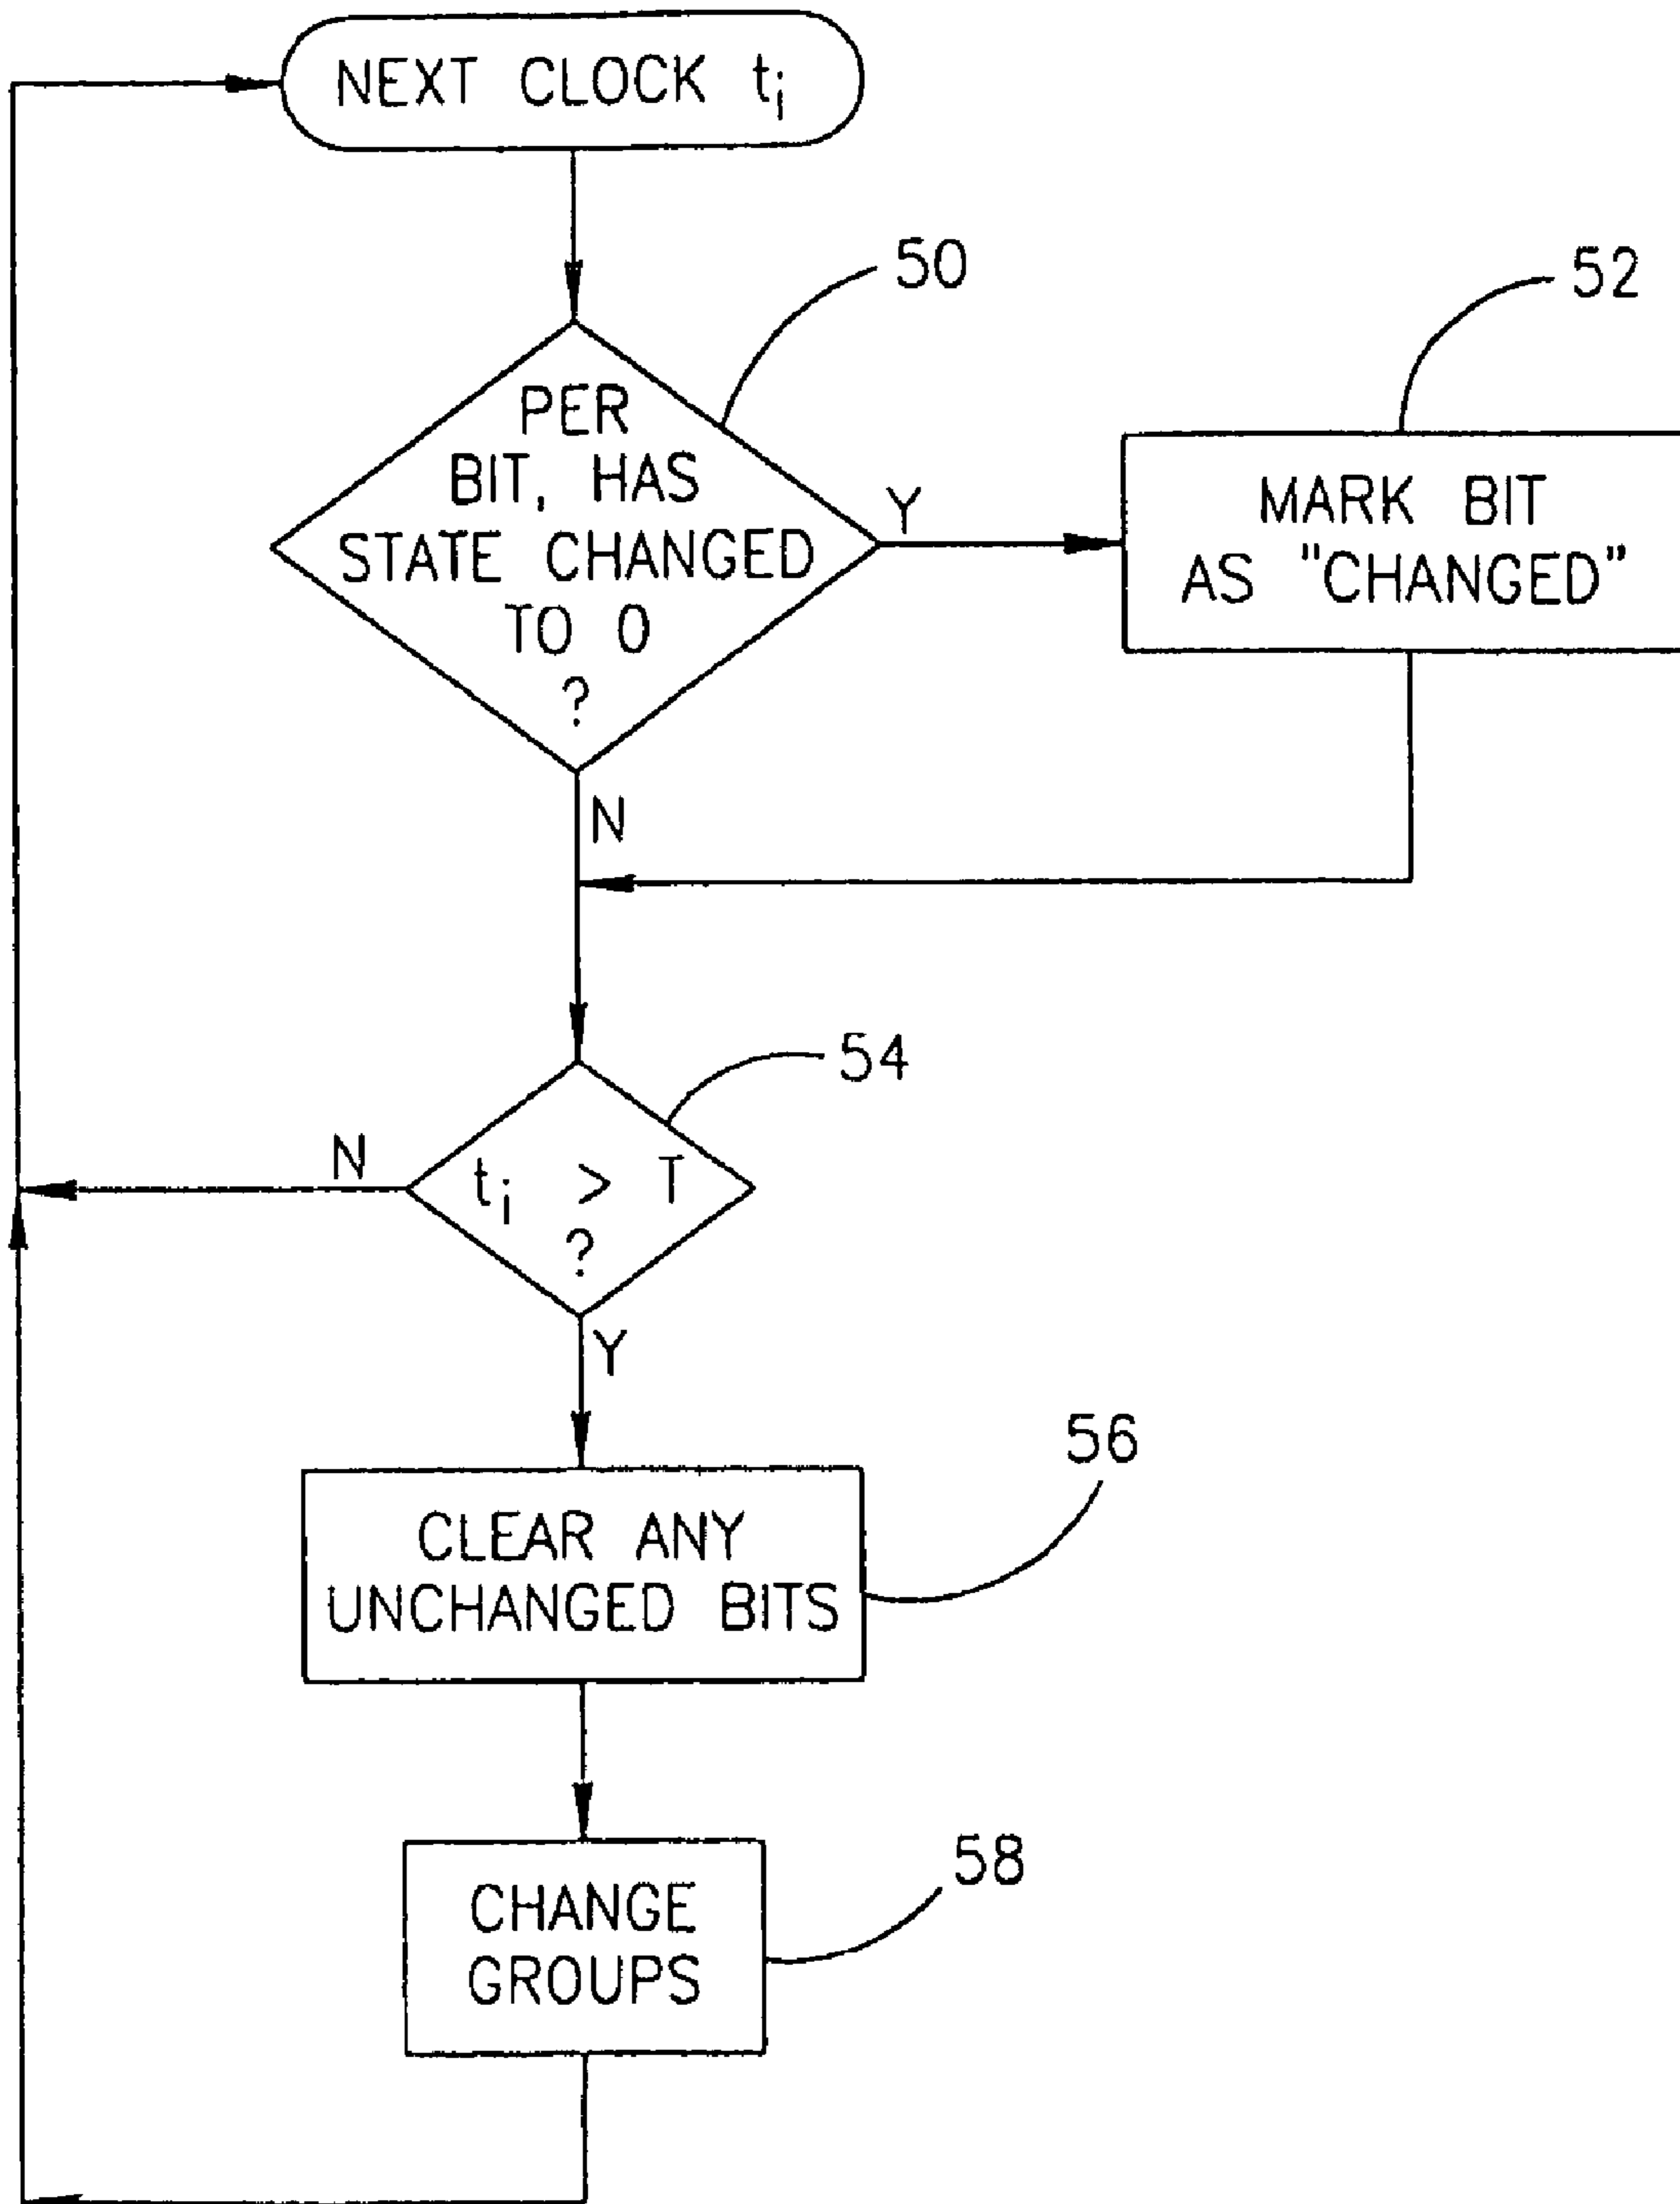 NEXT CLOCK ti
50
52
PER
BIT, HAS
STATE CHANGED
TO 0
?
Y
MARK BIT
AS "CHANGED"
N
54
N
ti > T
?
Y
56
CLEAR ANY
UNCHANGED BITS
58
CHANGE
GROUPS